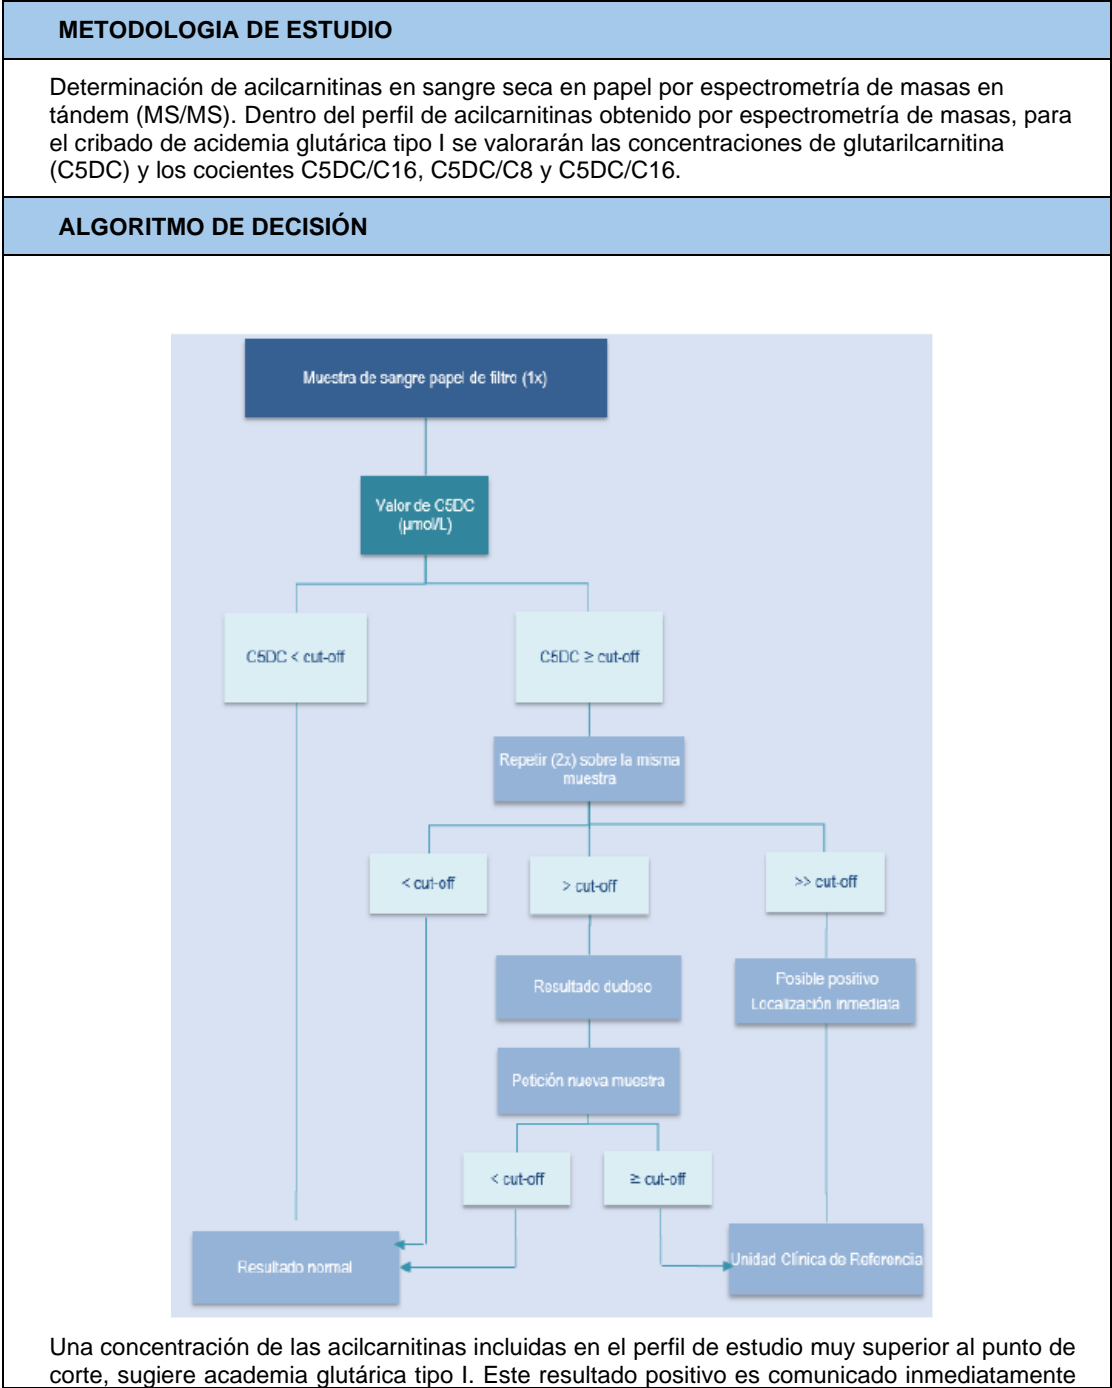 METODOLOGIA DE ESTUDIO
Determinación de acilcarnitinas en sangre seca en papel por espectrometría de masas en
tándem (MS/MS). Dentro del perfil de acilcarnitinas obtenido por espectrometría de masas, para
el cribado de acidemia glutárica tipo I se valorarán las concentraciones de glutarilcarnitina
(C5DC) y los cocientes C5DC/C16, C5DC/C8 y C5DC/C16.
ALGORITMO DE DECISIÓN
Muestra de sangre papel de filtro (1x)
Valor de C5DC
(µmol/L)
C5DC < cut-off
C5DC ≥ cut-off
Repetir (2x) sobre la misma
muestra
< cut-off
> cut-off
>> cut-off
Resultado dudoso
Posible positivo
Localización inmediata
Petición nueva muestra
< cut-off
≥ cut-off
Resultado normal
Unidad Clínica de Referencia
Una concentración de las acilcarnitinas incluidas en el perfil de estudio muy superior al punto de
corte, sugiere academia glutárica tipo I. Este resultado positivo es comunicado inmediatamente